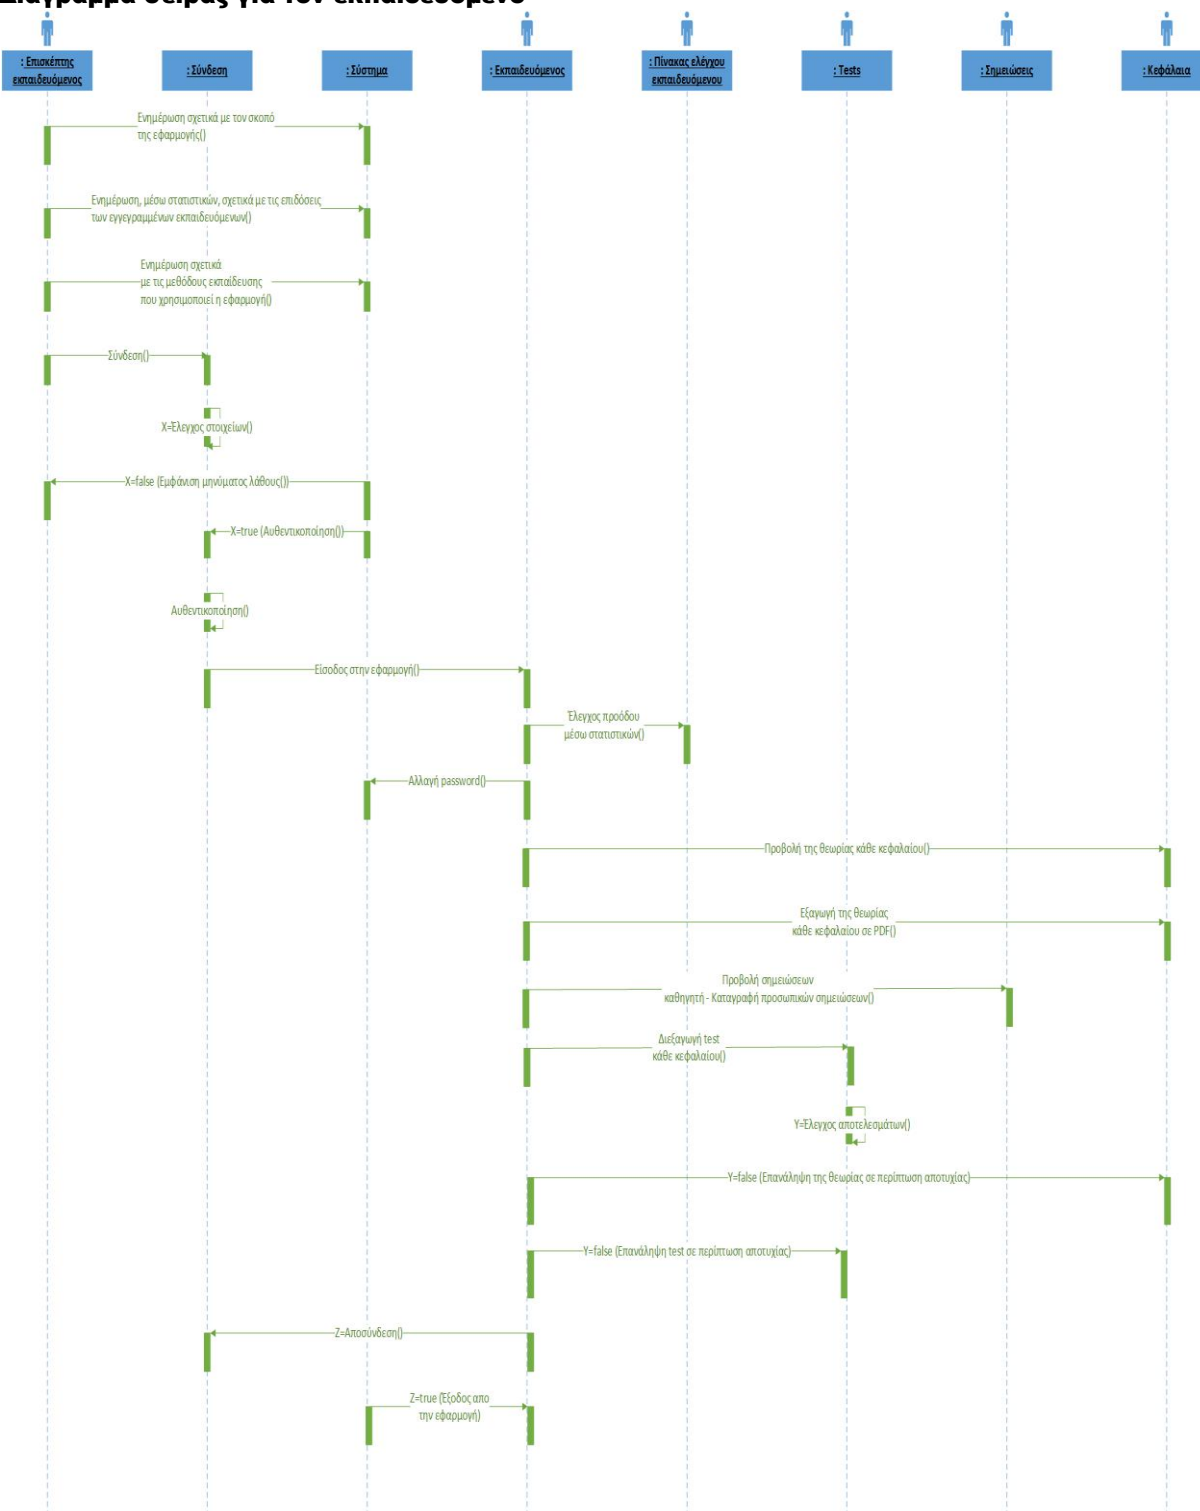 Διάγραμμα σειράς για τον εκπαιδευόμενο
: Επισκέπτης
εκπαιδευόμενος
: Σύνδεση
: Σύστημα
: Εκπαιδευόμενος
: Πίνακας ελέγχου
εκπαιδευόμενου
: Tests
: Σημειώσεις
: Κεφάλαια
Ενημέρωση σχετικά με τον σκοπό
της εφαρμογής()
Ενημέρωση, μέσω στατιστικών, σχετικά με τις επιδόσεις
των εγγεγραμμένων εκπαιδευόμενων()
Ενημέρωση σχετικά
με τις μεθόδους εκπαίδευσης
που χρησιμοποιεί η εφαρμογή()
Σύνδεση()
Χ=Έλεγχος στοιχείων()
X=false (Εμφάνιση μηνύματος λάθους())
X=true (Αυθεντικοποίηση())
Αυθεντικοποίηση()
Είσοδος στην εφαρμογή()
Έλεγχος προόδου
μέσω στατιστικών()
Αλλαγή password()
Προβολή της θεωρίας κάθε κεφαλαίου()
Εξαγωγή της θεωρίας
κάθε κεφαλαίου σε PDF()
Προβολή σημειώσεων
καθηγητή - Καταγραφή προσωπικών σημειώσεων()
Διεξαγωγή test
κάθε κεφαλαίου()
Υ=Έλεγχος αποτελεσμάτων()
Y=false (Επανάληψη της θεωρίας σε περίπτωση αποτυχίας)
Y=false (Επανάληψη test σε περίπτωση αποτυχίας)
Ζ=Αποσύνδεση()
Z=true (Έξοδος απο
την εφαρμογή)